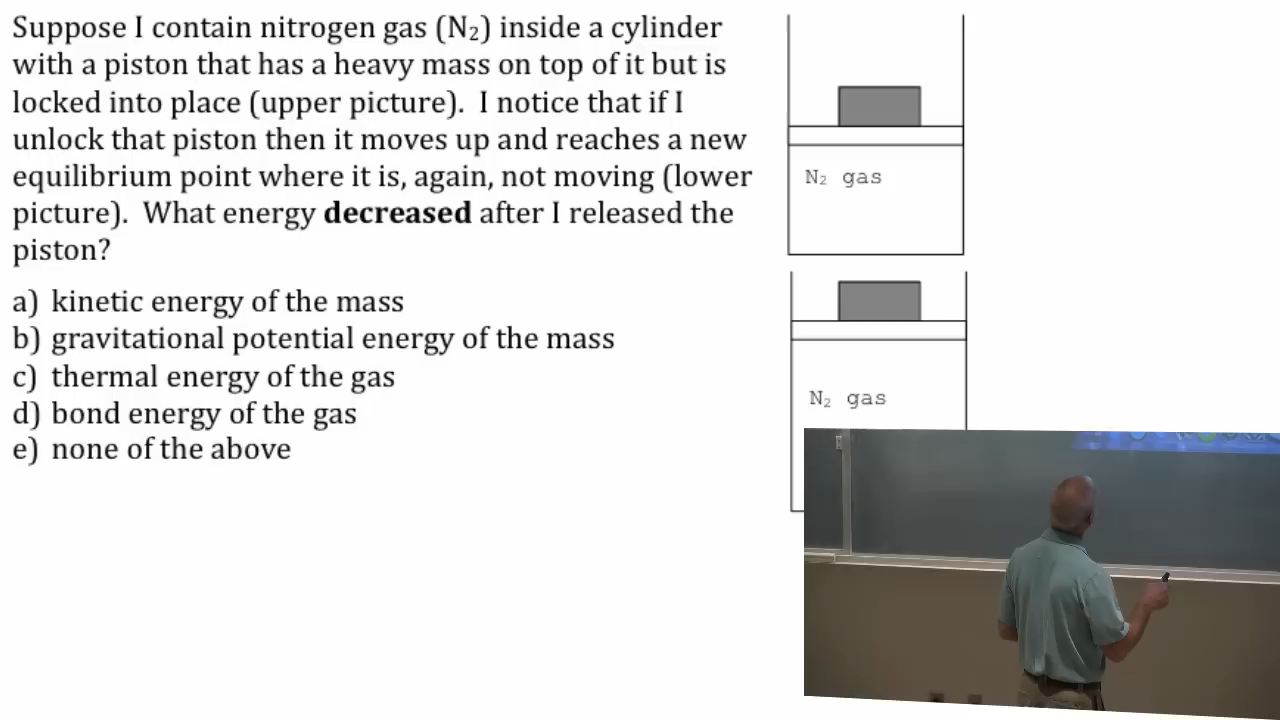 Suppose I contain nitrogen gas (N₂) inside a cylinder
with a piston that has a heavy mass on top of it but is
locked into place (upper picture).  I notice that if I
unlock that piston then it moves up and reaches a new
equilibrium point where it is, again, not moving (lower
picture).  What energy decreased after I released the
piston?
a) kinetic energy of the mass
b) gravitational potential energy of the mass
c) thermal energy of the gas
d) bond energy of the gas
e) none of the above
N₂ gas
N₂ gas